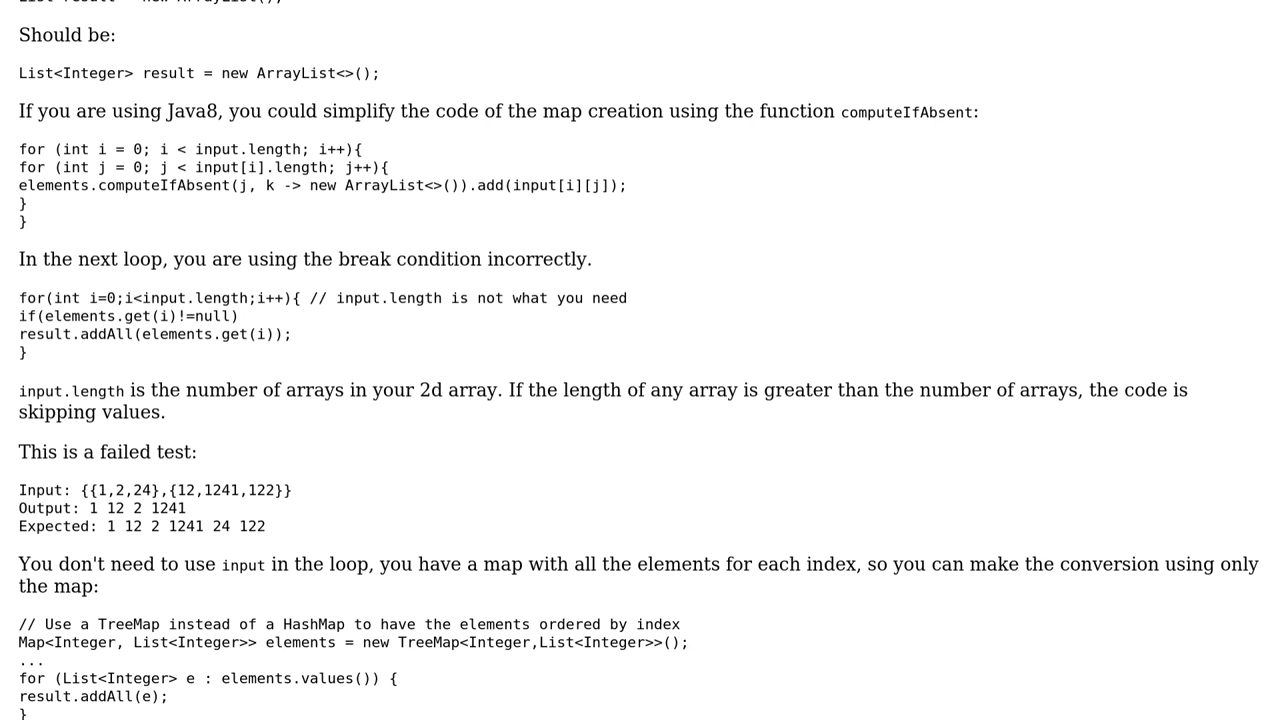 List result = new ArrayList();
Should be:
List<Integer> result = new ArrayList<>();
If you are using Java8, you could simplify the code of the map creation using the function computeIfAbsent:
for (int i = 0; i < input.length; i++){
for (int j = 0; j < input[i].length; j++){
elements.computeIfAbsent(j, k -> new ArrayList<>()).add(input[i][j]);
}
}
In the next loop, you are using the break condition incorrectly.
for(int i=0;i<input.length;i++){ // input.length is not what you need
if(elements.get(i)!=null)
result.addAll(elements.get(i));
}
input.length is the number of arrays in your 2d array. If the length of any array is greater than the number of arrays, the code is
skipping values.
This is a failed test:
Input: {{1,2,24},{12,1241,122}}
Output: 1 12 2 1241
Expected: 1 12 2 1241 24 122
You don't need to use input in the loop, you have a map with all the elements for each index, so you can make the conversion using only
the map:
// Use a TreeMap instead of a HashMap to have the elements ordered by index
Map<Integer, List<Integer>> elements = new TreeMap<Integer,List<Integer>>();
...
for (List<Integer> e : elements.values()) {
result.addAll(e);
}